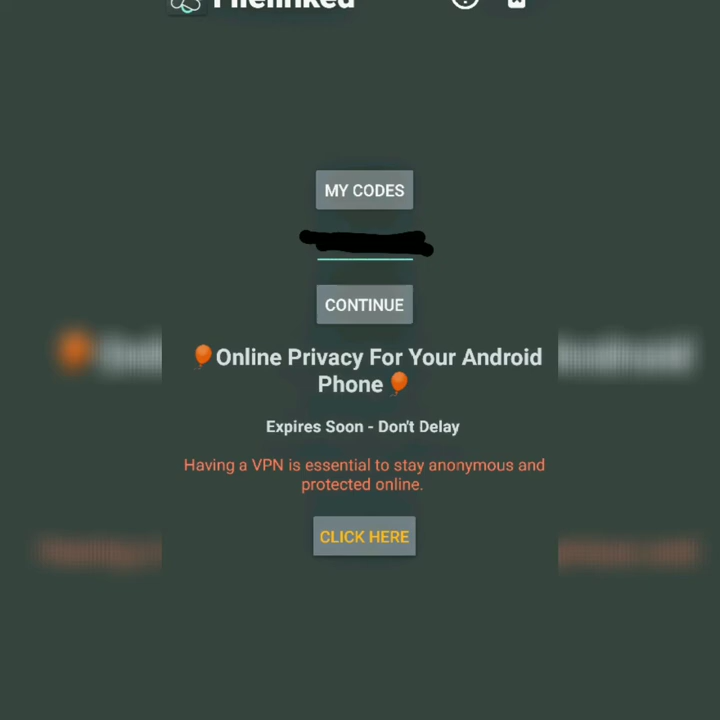 Filelinked
MY CODES
CONTINUE
🎈Online Privacy For Your Android
Phone🎈
Expires Soon - Don't Delay
Having a VPN is essential to stay anonymous and
protected online.
CLICK HERE